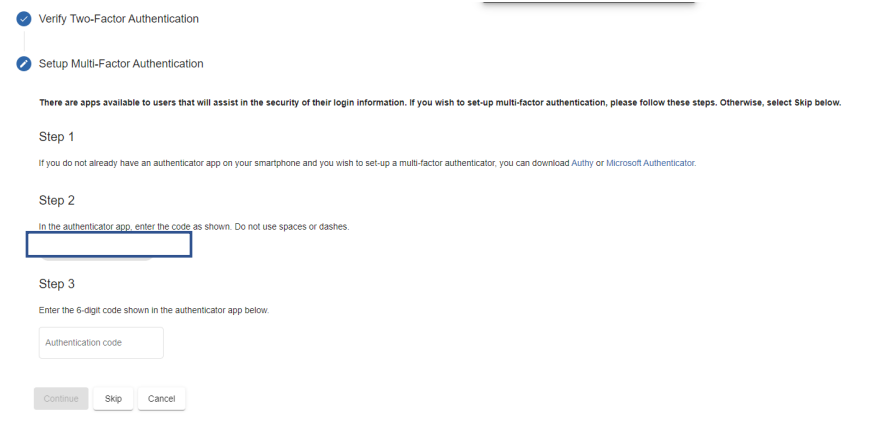 Verify Two-Factor Authentication
Setup Multi-Factor Authentication
There are apps available to users that will assist in the security of their login information. If you wish to set-up multi-factor authentication, please follow these steps. Otherwise, select Skip below.
Step 1
If you do not already have an authenticator app on your smartphone and you wish to set-up a multi-factor authenticator, you can download Authy or Microsoft Authenticator.
Step 2
In the authenticator app, enter the code as shown. Do not use spaces or dashes.
Step 3
Enter the 6-digit code shown in the authenticator app below.
Authentication code
Continue Skip Cancel